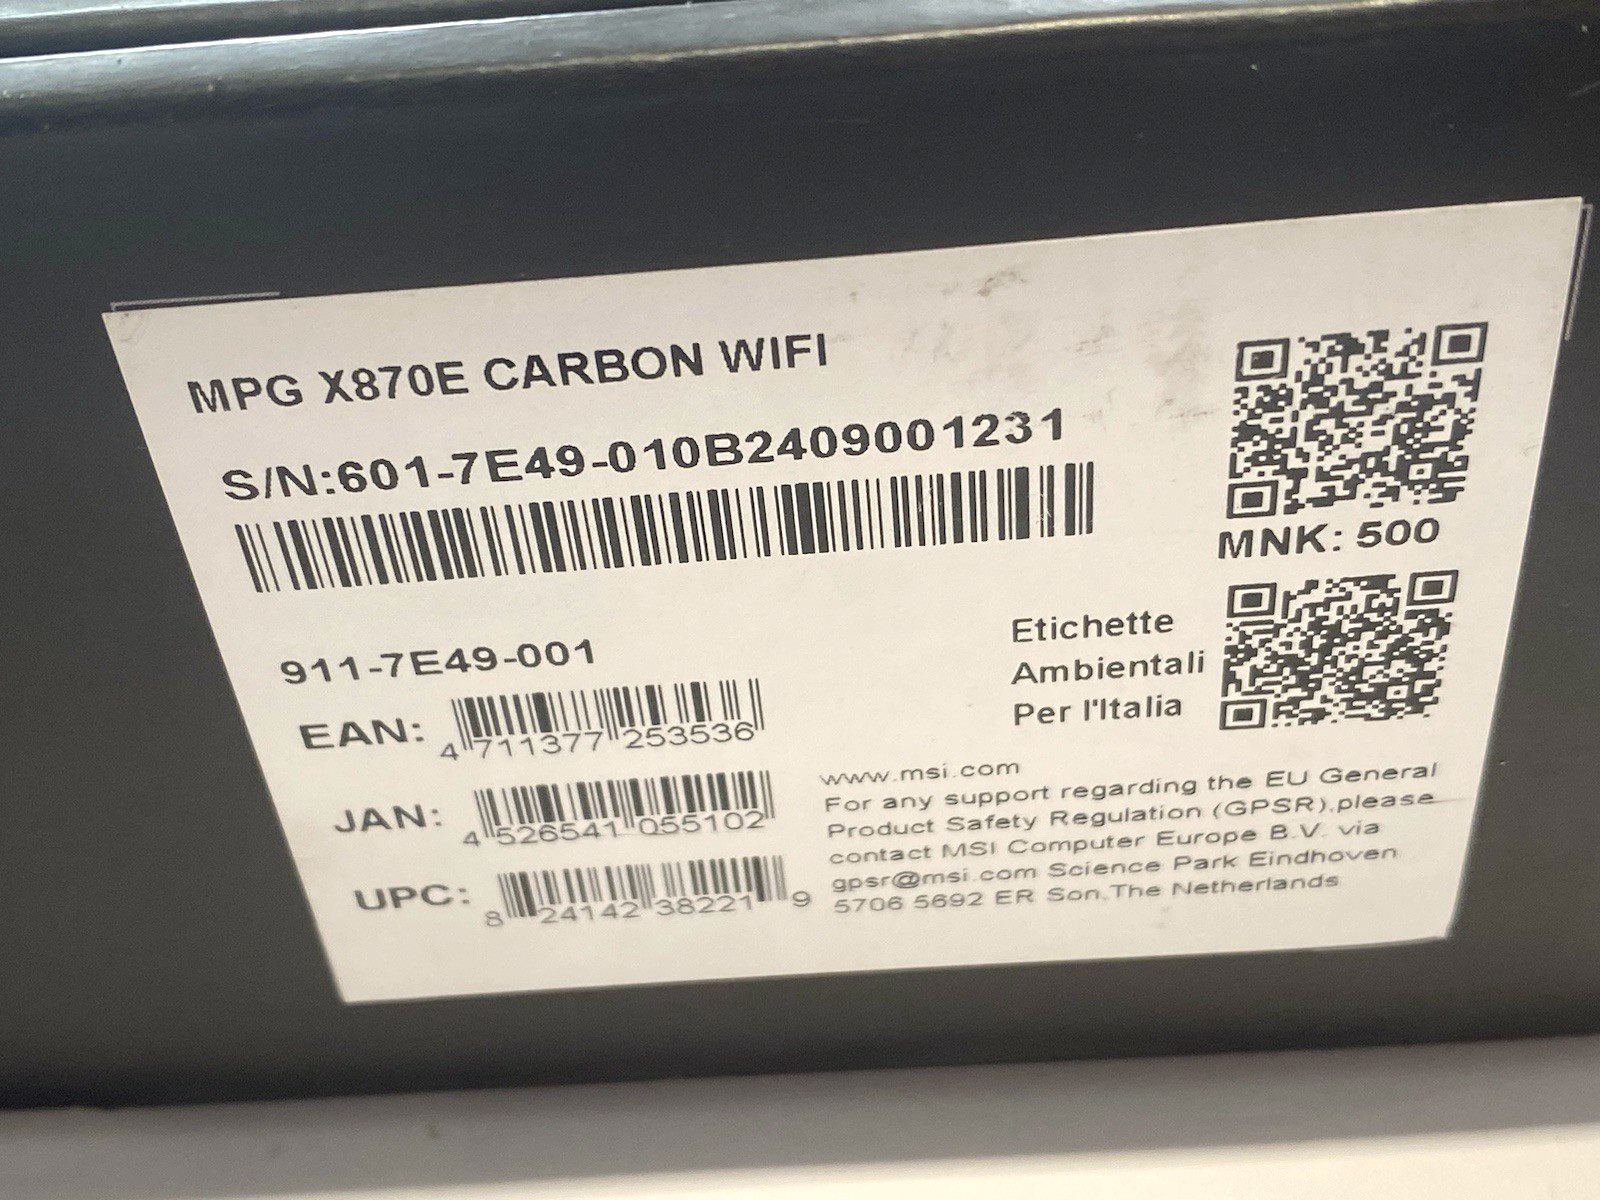 MPG X870E CARBON WIFI
S/N:601-7E49-010B2409001231
MNK: 500
911-7E49-001
Etichette
Ambientali
Per l'Italia
EAN: 4 711377 253536
JAN: 4 526541 055102
UPC: 8 24142 38221 9
www.msi.com
For any support regarding the EU General
Product Safety Regulation (GPSR),please
contact MSI Computer Europe B.V. via
gpsr@msi.com Science Park Eindhoven
5706 5692 ER Son,The Netherlands